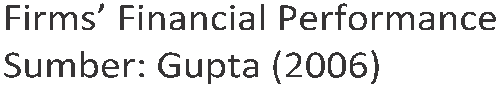 Firms’ Financial Performance
Sumber: Gupta (2006)